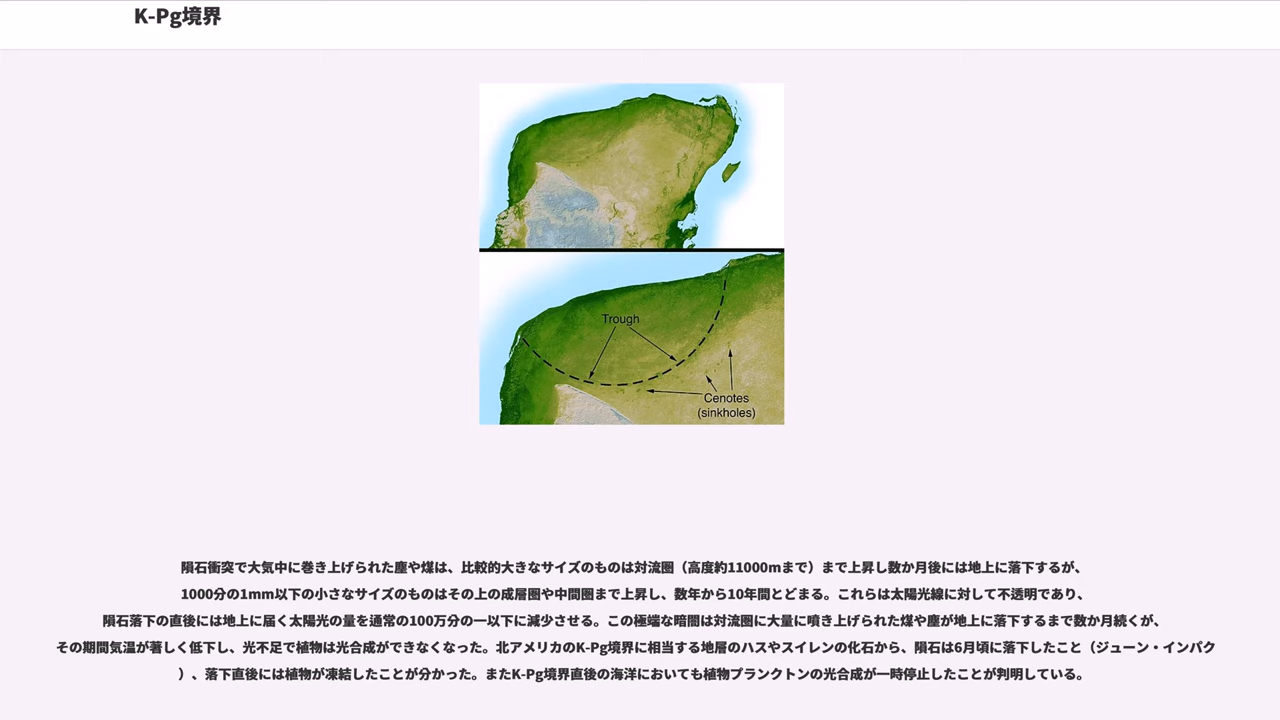 K-Pg境界
Trough
Cenotes
(sinkholes)
隕石衝突で大気中に巻き上げられた塵や煤は、比較的大きなサイズのものは対流圏（高度約11000mまで）まで上昇し数か月後には地上に落下するが、
1000分の1mm以下の小さなサイズのものはその上の成層圏や中間圏まで上昇し、数年から10年間とどまる。これらは太陽光線に対して不透明であり、
隕石落下の直後には地上に届く太陽光の量を通常の100万分の一以下に減少させる。この極端な暗闇は対流圏に大量に噴き上げられた煤や塵が地上に落下するまで数か月続くが、
その期間気温が著しく低下し、光不足で植物は光合成ができなくなった。北アメリカのK-Pg境界に相当する地層のハスやスイレンの化石から、隕石は6月頃に落下したこと（ジューン・インパク
）、落下直後には植物が凍結したことが分かった。またK-Pg境界直後の海洋においても植物プランクトンの光合成が一時停止したことが判明している。